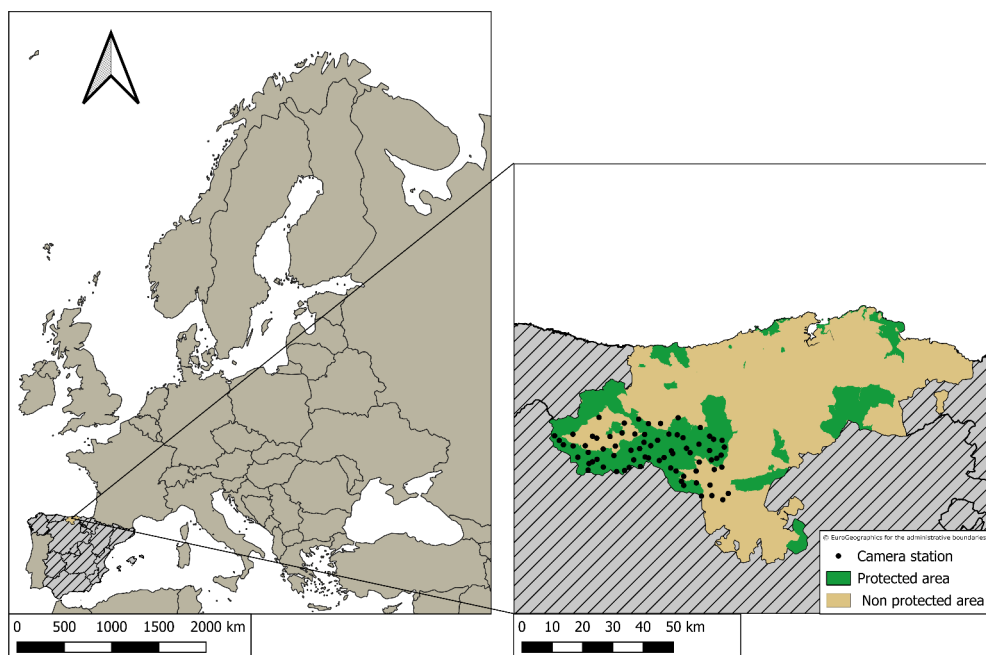 © EuroGeographics for the administrative boundaries
Camera station
Protected area
Non protected area
0 500 1000 1500 2000 km
0 10 20 30 40 50 km